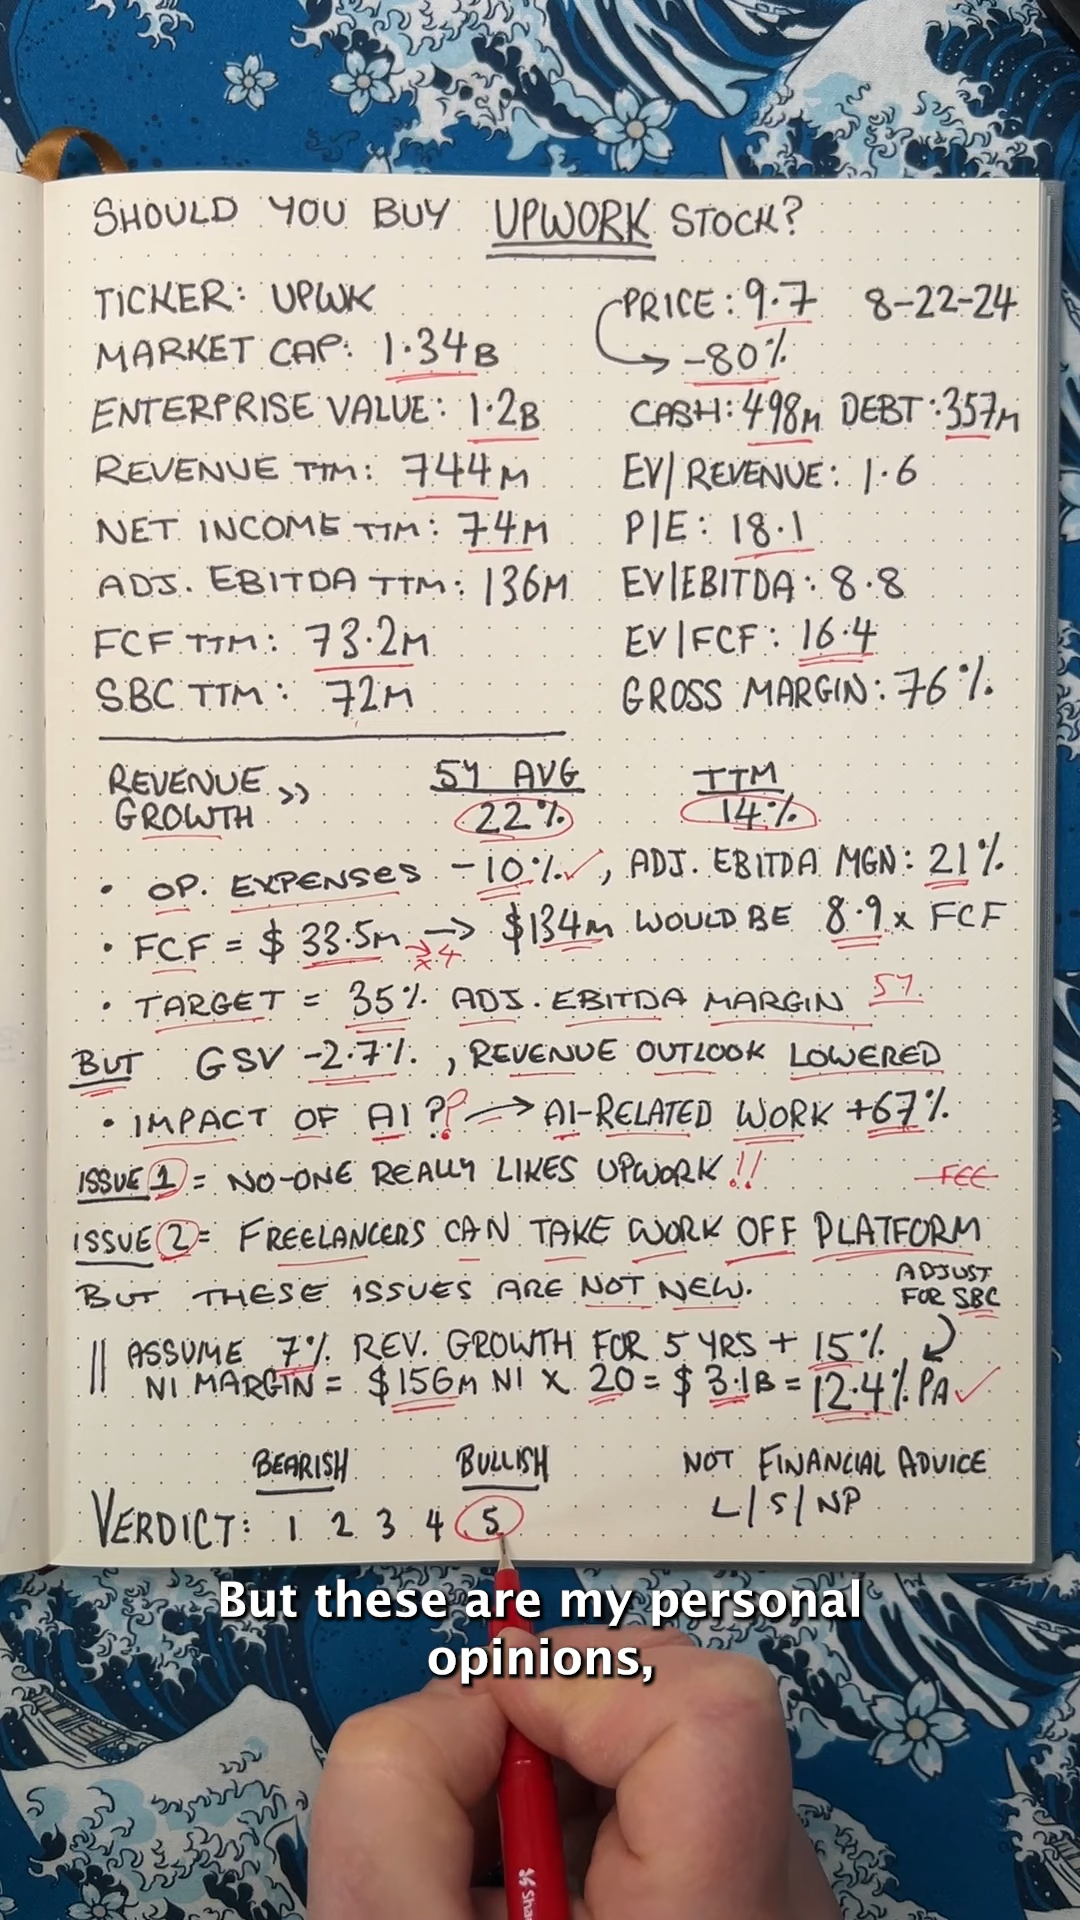 SHOULD YOU BUY UPWORK STOCK?
TICKER: UPWK
PRICE: 9.7 8-22-24
MARKET CAP: 1.34B
→ -80%
ENTERPRISE VALUE: 1.2B
CASH: 498M DEBT: 357M
REVENUE TTM: 744M
EV/REVENUE: 1.6
NET INCOME TTM: 74M
P/E: 18.1
ADJ. EBITDA TTM: 136M
EV/EBITDA: 8.8
FCF TTM: 73.2M
EV/FCF: 16.4
SBC TTM: 72M
GROSS MARGIN: 76%
REVENUE GROWTH >>
5Y AVG
22%
TTM
14%
• OP. EXPENSES -10% ✓, ADJ. EBITDA MGN: 21%
• FCF = $33.5M → $134M WOULD BE 8.9x FCF
x4
• TARGET = 35% ADJ. EBITDA MARGIN 5Y
BUT GSV -2.7%, REVENUE OUTLOOK LOWERED
• IMPACT OF AI?? → AI-RELATED WORK +67%
ISSUE 1 = NO-ONE REALLY LIKES UPWORK!!
FEE
ISSUE 2 = FREELANCERS CAN TAKE WORK OFF PLATFORM
BUT THESE ISSUES ARE NOT NEW.
ADJUST
FOR SBC
|| ASSUME 7% REV. GROWTH FOR 5 YRS + 15%
NI MARGIN = $156M NI X 20 = $3.1B = 12.4% PA ✓
BEARISH BULLISH
NOT FINANCIAL ADVICE
L/S/NP
VERDICT: 1 2 3 4 5
But these are my personal
opinions,